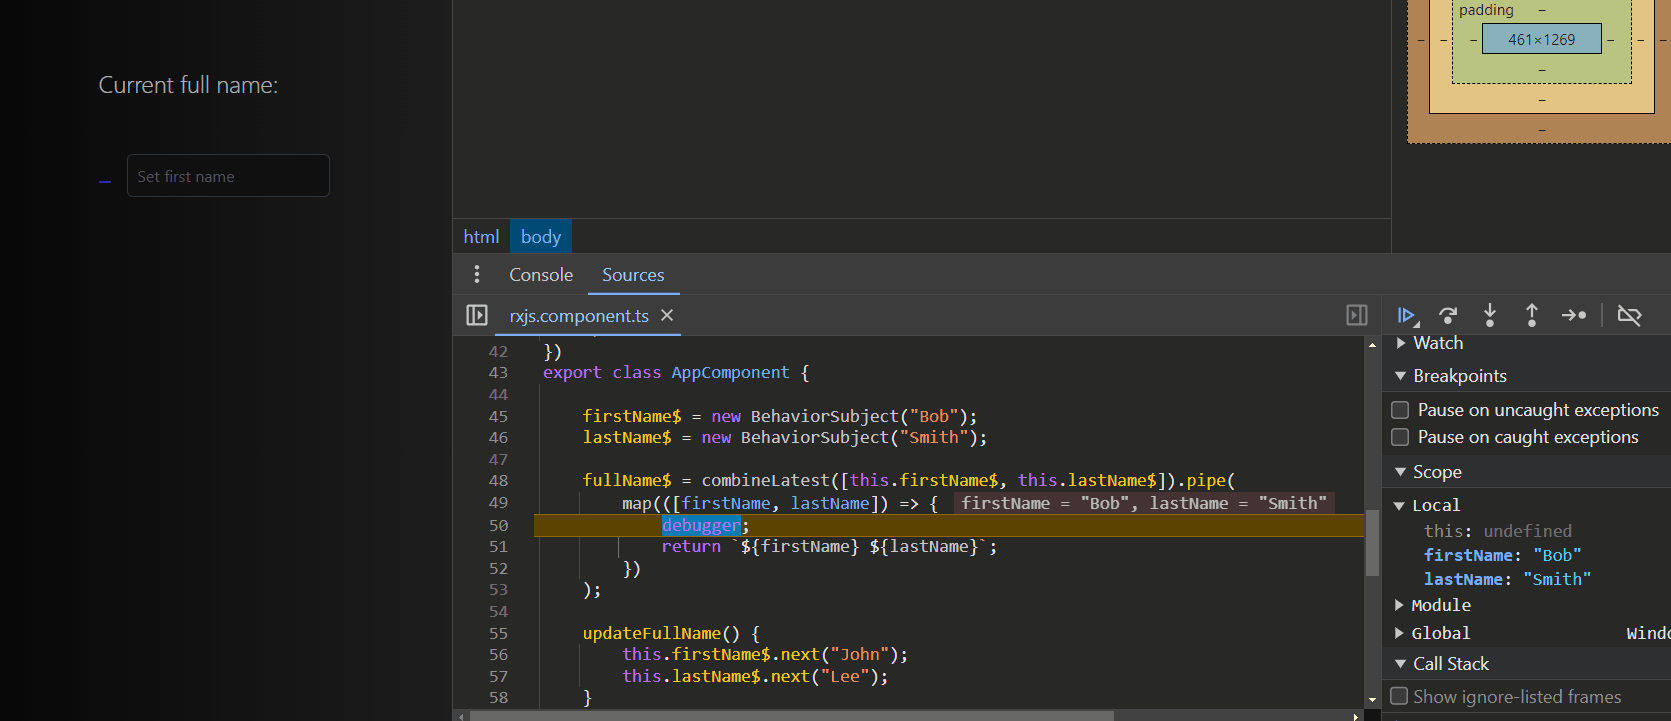 Current full name:
Set first name
padding –
– – – 461×1269 – – –
–
–
–
html body
Console Sources
rxjs.component.ts
42 })
43 export class AppComponent {
44
45 firstName$ = new BehaviorSubject("Bob");
46 lastName$ = new BehaviorSubject("Smith");
47
48 fullName$ = combineLatest([this.firstName$, this.lastName$]).pipe(
49 map(([firstName, lastName]) => { firstName = "Bob", lastName = "Smith"
50 debugger;
51 return `${firstName} ${lastName}`;
52 })
53 );
54
55 updateFullName() {
56 this.firstName$.next("John");
57 this.lastName$.next("Lee");
58 }
Watch
Breakpoints
Pause on uncaught exceptions
Pause on caught exceptions
Scope
Local
this: undefined
firstName: "Bob"
lastName: "Smith"
Module
Global Windo
Call Stack
Show ignore-listed frames